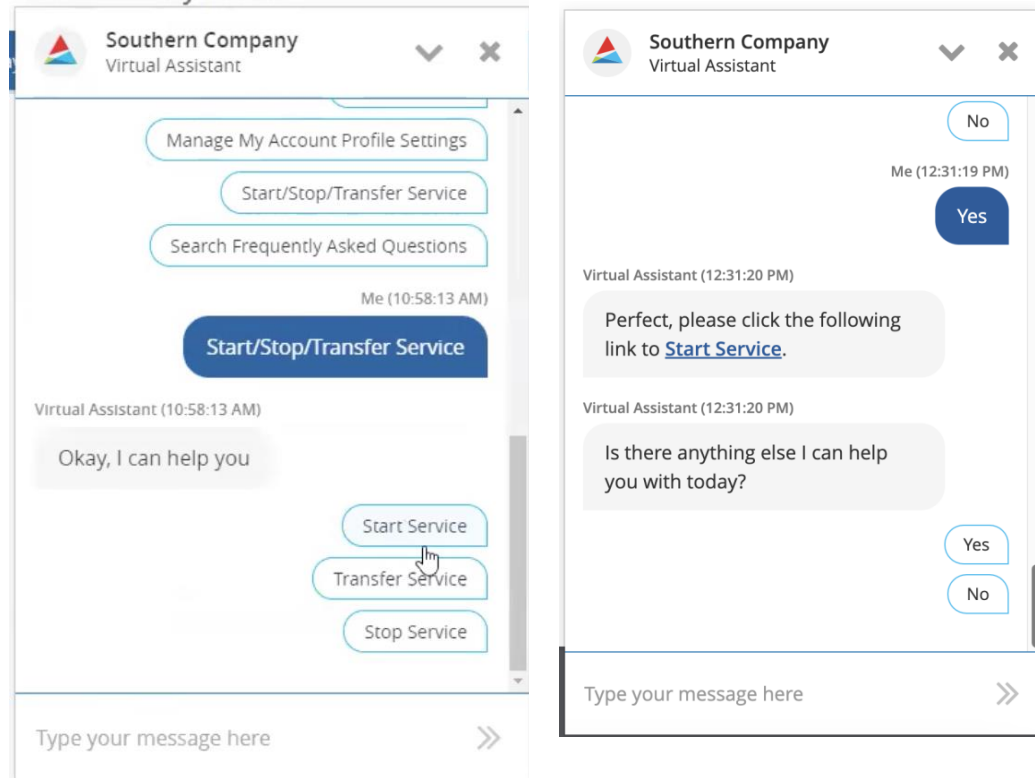 Southern Company
Virtual Assistant
Manage My Account Profile Settings
Start/Stop/Transfer Service
Search Frequently Asked Questions
Me (10:58:13 AM)
Start/Stop/Transfer Service
Virtual Assistant (10:58:13 AM)
Okay, I can help you
Start Service
Transfer Service
Stop Service
Type your message here
Southern Company
Virtual Assistant
No
Me (12:31:19 PM)
Yes
Virtual Assistant (12:31:20 PM)
Perfect, please click the following
link to Start Service.
Virtual Assistant (12:31:20 PM)
Is there anything else I can help
you with today?
Yes
No
Type your message here